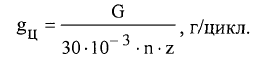 g_ц = G / (30·10⁻³·n·z), г/цикл.